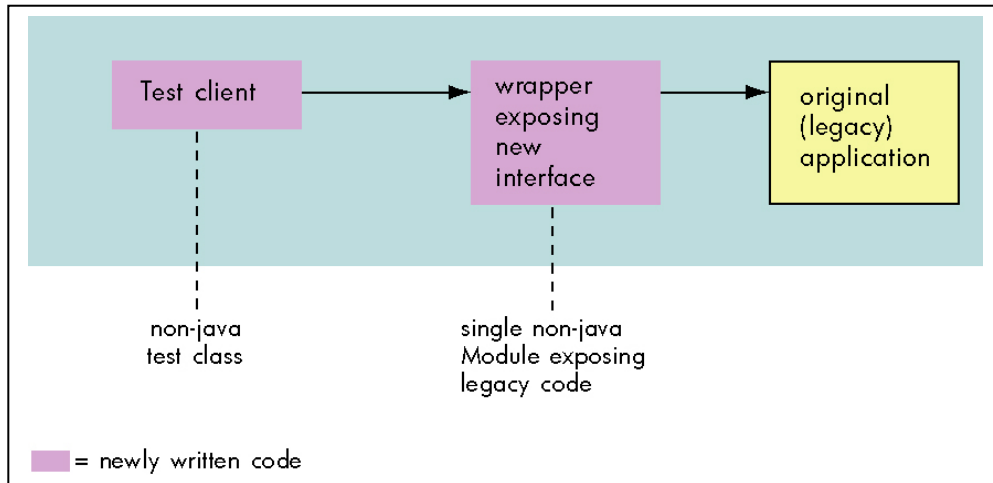 Test client
wrapper
exposing
new
interface
original
(legacy)
application
non-java
test class
single non-java
Module exposing
legacy code
= newly written code